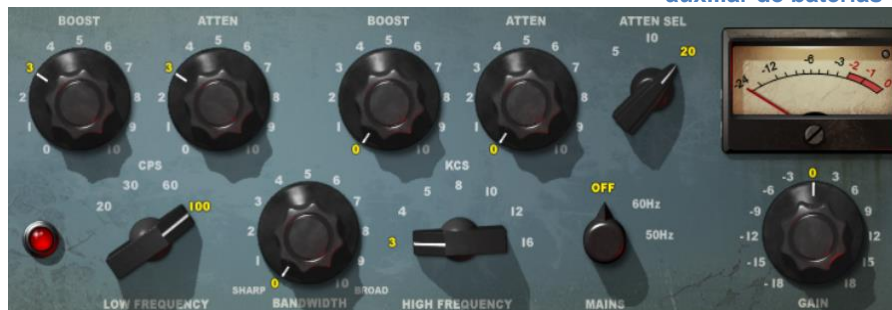 auxiliar de baterías
BOOST ATTEN BOOST ATTEN ATTEN SEL
0 1 2 3 4 5 6 7 8 9 10
0 1 2 3 4 5 6 7 8 9 10
0 1 2 3 4 5 6 7 8 9 10
0 1 2 3 4 5 6 7 8 9 10
5 10 20
-24 -12 -6 -3 -2 -1 0
CPS KCS
20 30 60 100
0 1 2 3 4 5 6 7 8 9 10
3 4 5 8 10 12 16
OFF 60Hz 50Hz
-18 -15 -12 -9 -6 -3 0 3 6 9 12 15 18
SHARP BROAD
LOW FREQUENCY BANDWIDTH HIGH FREQUENCY MAINS GAIN